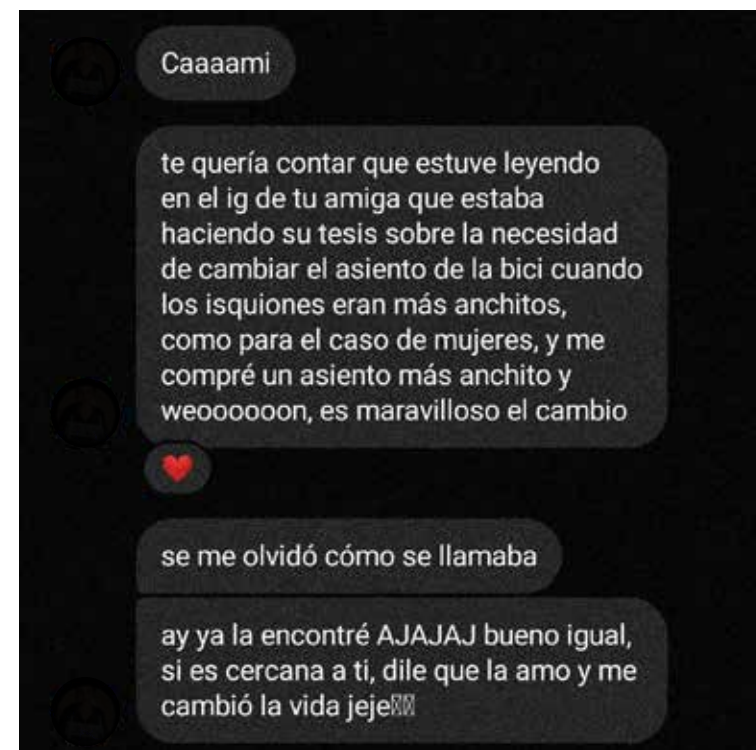 Caaaami
te quería contar que estuve leyendo
en el ig de tu amiga que estaba
haciendo su tesis sobre la necesidad
de cambiar el asiento de la bici cuando
los isquiones eran más anchitos,
como para el caso de mujeres, y me
compré un asiento más anchito y
weooooooon, es maravilloso el cambio
❤️
se me olvidó cómo se llamaba
ay ya la encontré AJAJAJ bueno igual,
si es cercana a ti, dile que la amo y me
cambió la vida jeje